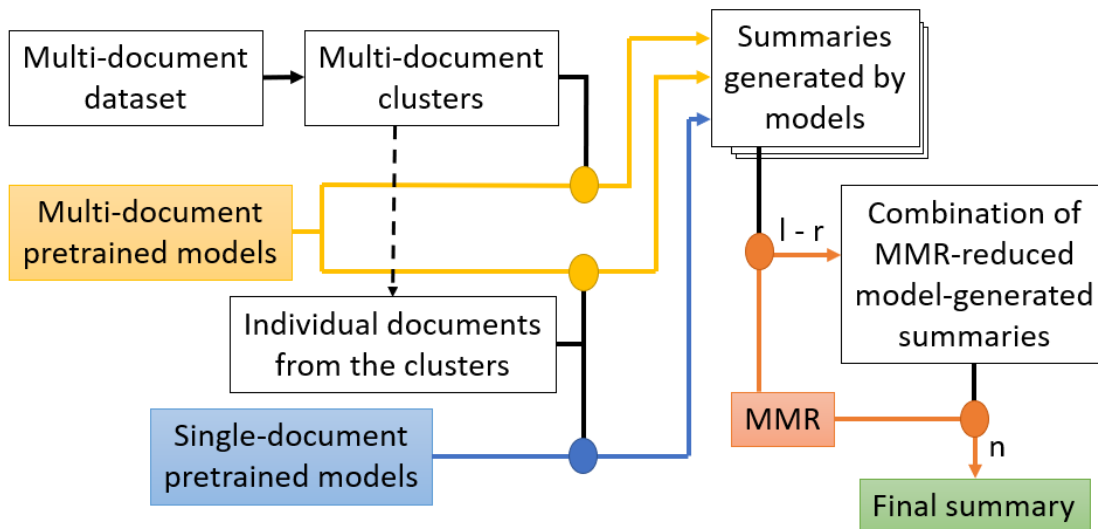 Multi-document
dataset
Multi-document
clusters
Summaries
generated by
models
Multi-document
pretrained models
l - r
Combination of
MMR-reduced
model-generated
summaries
Individual documents
from the clusters
Single-document
pretrained models
MMR
n
Final summary